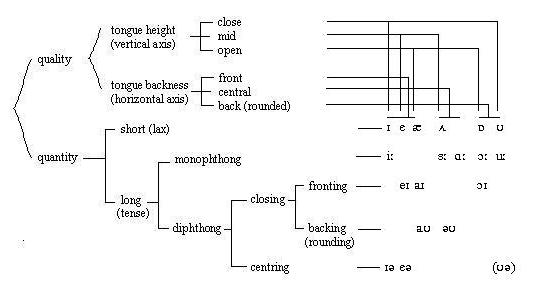 close
mid
open
tongue height
(vertical axis)
quality
front
central
back (rounded)
tongue backness
(horizontal axis)
short (lax)
ɪ e æ ʌ ɒ ʊ
quantity
monophthong
iː ɜː ɑː ɔː uː
long
(tense)
closing
fronting
eɪ aɪ ɔɪ
diphthong
backing
(rounding)
aʊ əʊ
centring
ɪə eə (ʊə)